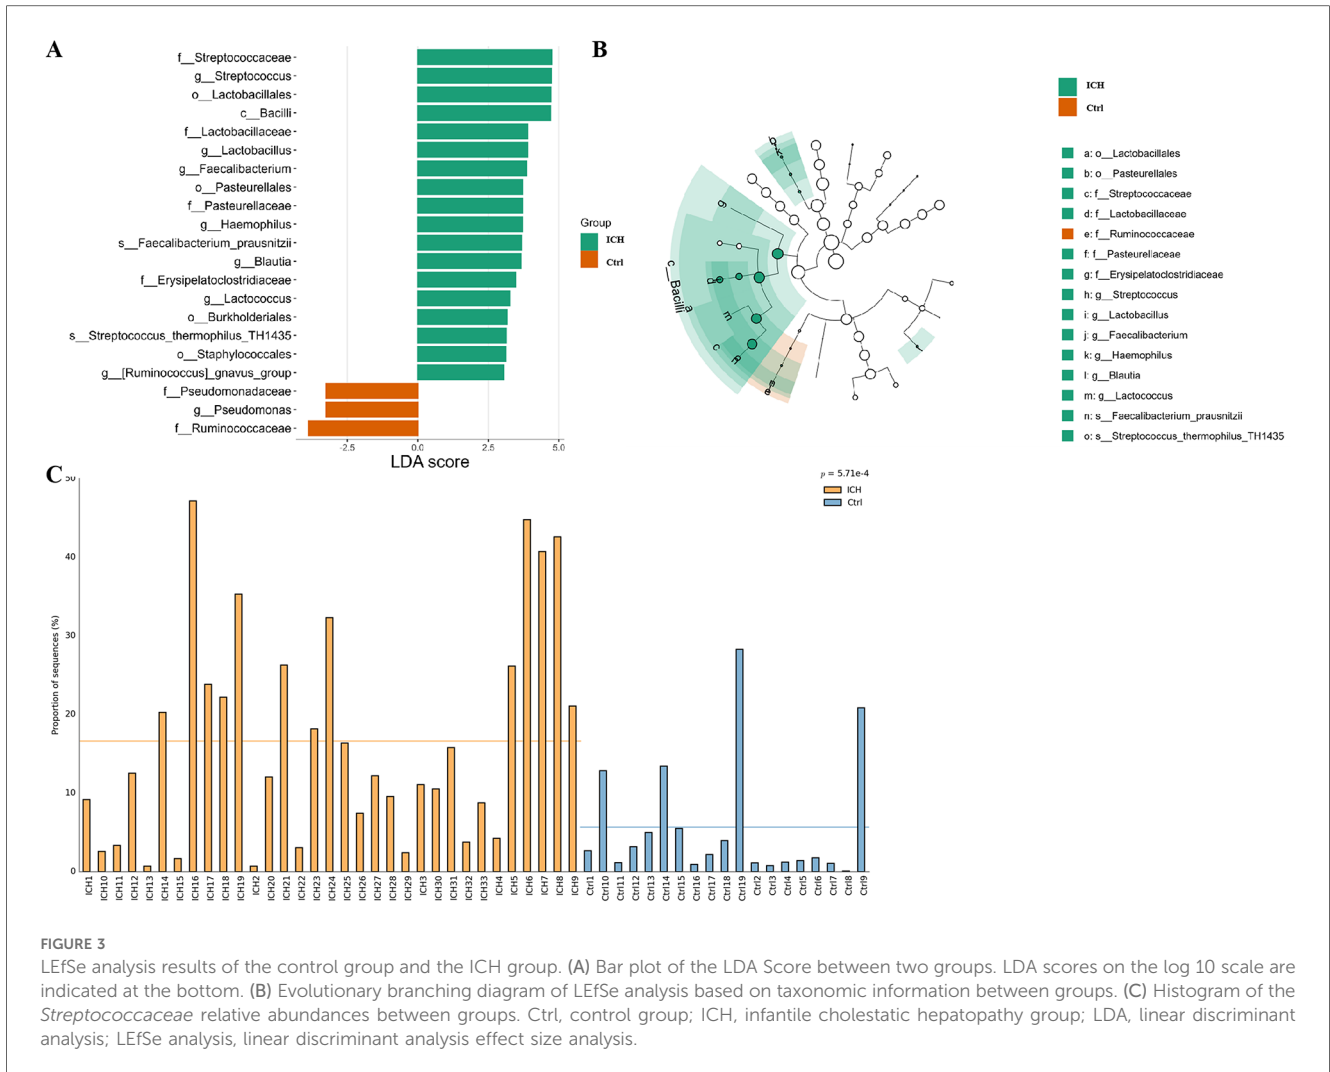 A
f__Streptococcaceae
g__Streptococcus
o__Lactobacillales
c__Bacilli
f__Lactobacillaceae
g__Lactobacillus
g__Faecalibacterium
o__Pasteurellales
f__Pasteurellaceae
g__Haemophilus
s__Faecalibacterium_prausnitzii
g__Blautia
f__Erysipelatoclostridiaceae
g__Lactococcus
o__Burkholderiales
s__Streptococcus_thermophilus_TH1435
o__Staphylococcales
g__[Ruminococcus]_gnavus_group
f__Pseudomonadaceae
g__Pseudomonas
f__Ruminococcaceae
-2.5 0.0 2.5 5.0
LDA score
Group
ICH
Ctrl
B
c__Bacilli
a
g
d
m
c
h
e
k
ICH
Ctrl
a: o__Lactobacillales
b: o__Pasteurellales
c: f__Streptococcaceae
d: f__Lactobacillaceae
e: f__Ruminococcaceae
f: f__Pasteurellaceae
g: f__Erysipelatoclostridiaceae
h: g__Streptococcus
i: g__Lactobacillus
j: g__Faecalibacterium
k: g__Haemophilus
l: g__Blautia
m: g__Lactococcus
n: s__Faecalibacterium_prausnitzii
o: s__Streptococcus_thermophilus_TH1435
C
p = 5.71e-4
ICH
Ctrl
Proportion of sequences (%)
50
40
30
20
10
0
ICH1 ICH10 ICH11 ICH12 ICH13 ICH14 ICH15 ICH16 ICH17 ICH18 ICH19 ICH2 ICH20 ICH21 ICH22 ICH23 ICH24 ICH25 ICH26 ICH27 ICH28 ICH29 ICH3 ICH30 ICH31 ICH32 ICH33 ICH4 ICH5 ICH6 ICH7 ICH8 ICH9 Ctrl1 Ctrl10 Ctrl11 Ctrl12 Ctrl13 Ctrl14 Ctrl15 Ctrl16 Ctrl17 Ctrl18 Ctrl19 Ctrl2 Ctrl3 Ctrl4 Ctrl5 Ctrl6 Ctrl7 Ctrl8 Ctrl9
FIGURE 3
LEfSe analysis results of the control group and the ICH group. (A) Bar plot of the LDA Score between two groups. LDA scores on the log 10 scale are
indicated at the bottom. (B) Evolutionary branching diagram of LEfSe analysis based on taxonomic information between groups. (C) Histogram of the
Streptococcaceae relative abundances between groups. Ctrl, control group; ICH, infantile cholestatic hepatopathy group; LDA, linear discriminant
analysis; LEfSe analysis, linear discriminant analysis effect size analysis.